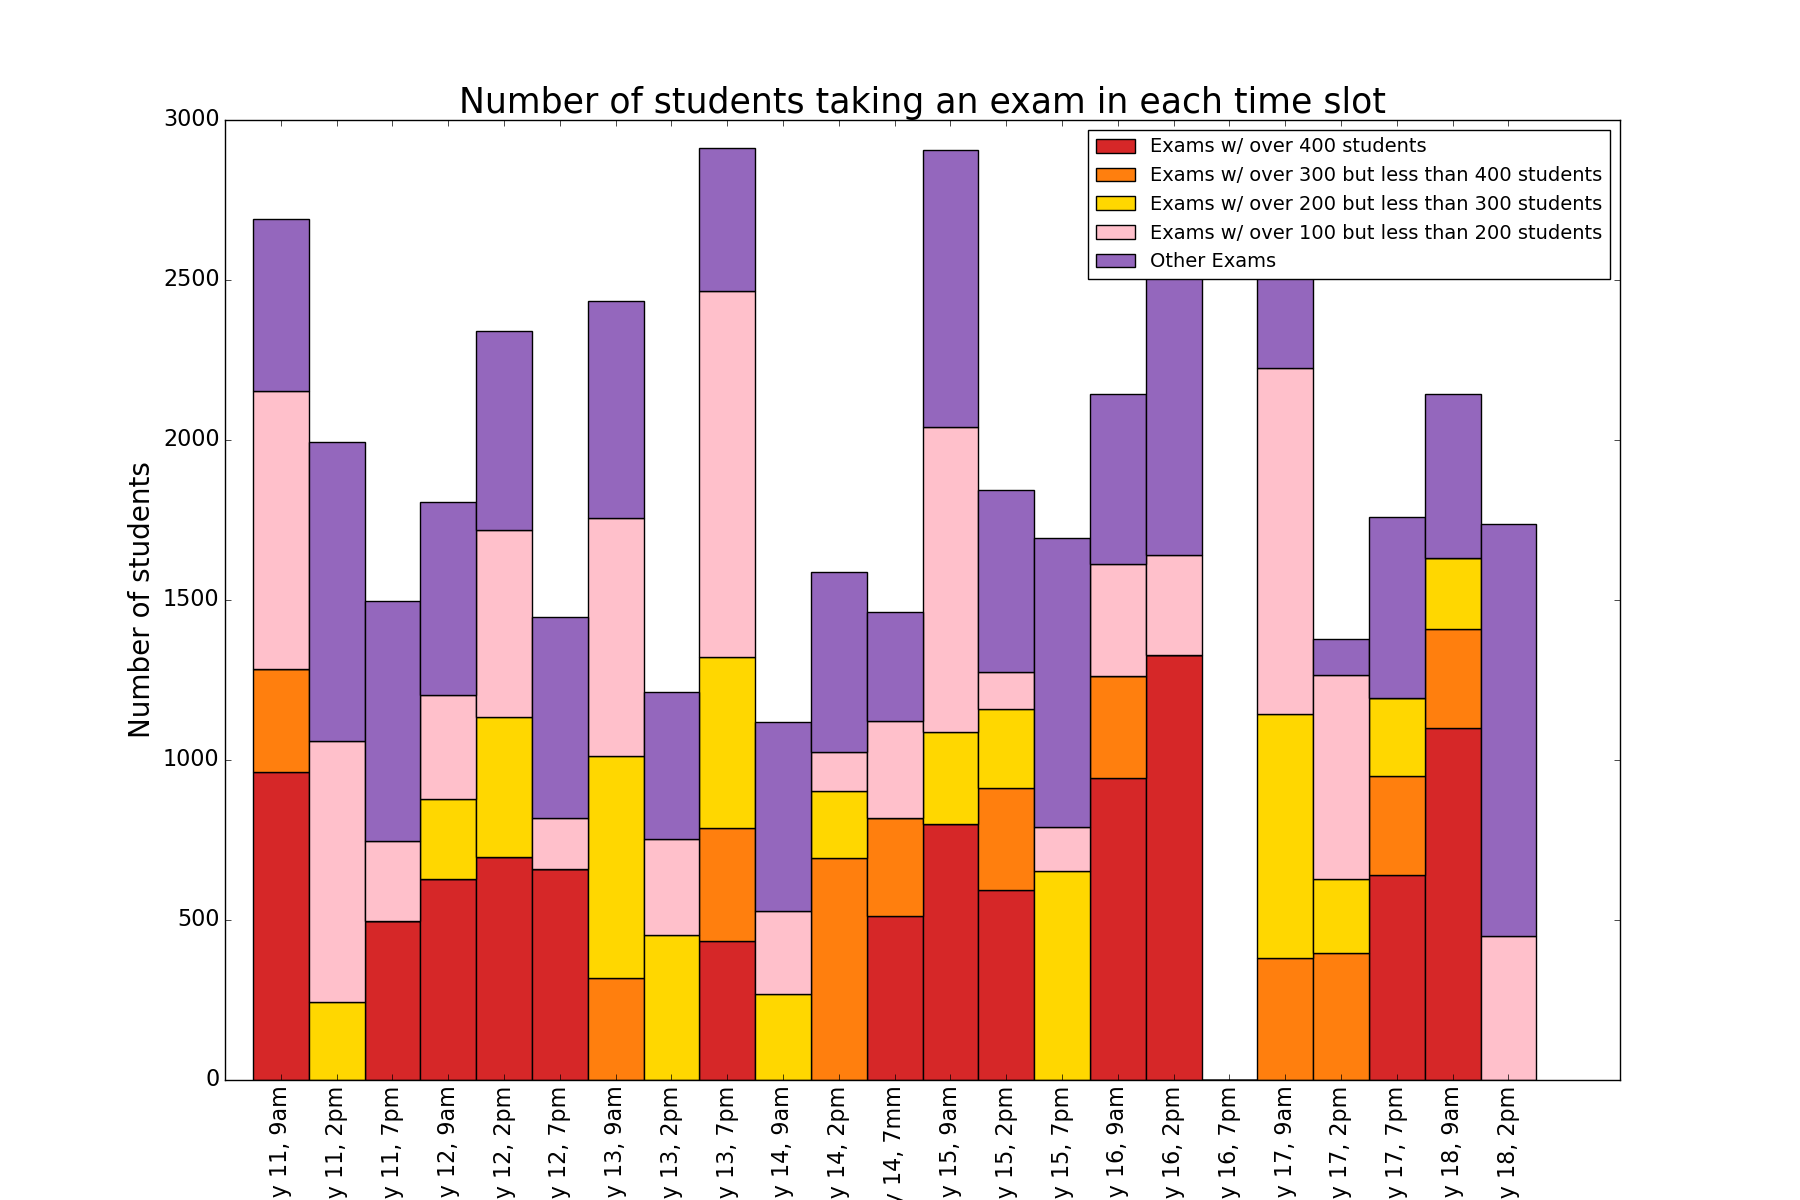 Number of students taking an exam in each time slot
Exams w/ over 400 students
Exams w/ over 300 but less than 400 students
Exams w/ over 200 but less than 300 students
Exams w/ over 100 but less than 200 students
Other Exams
Number of students
3000
2500
2000
1500
1000
500
0
y 11, 9am
y 11, 2pm
y 11, 7pm
y 12, 9am
y 12, 2pm
y 12, 7pm
y 13, 9am
y 13, 2pm
y 13, 7pm
y 14, 9am
y 14, 2pm
y 14, 7mm
y 15, 9am
y 15, 2pm
y 15, 7pm
y 16, 9am
y 16, 2pm
y 16, 7pm
y 17, 9am
y 17, 2pm
y 17, 7pm
y 18, 9am
y 18, 2pm